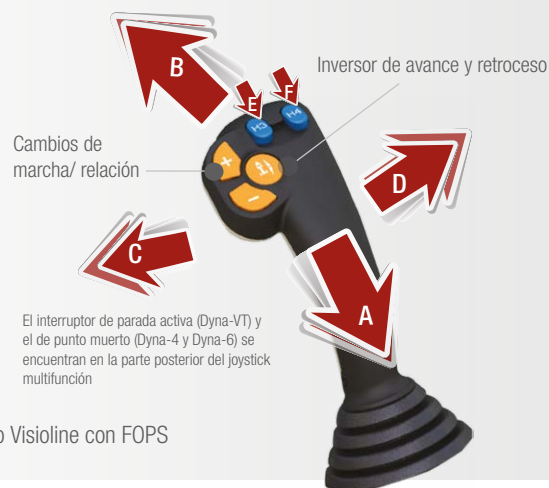 B
Inversor de avance y retroceso
E
F
H3
H4
Cambios de
marcha/ relación
+
−
D
C
A
El interruptor de parada activa (Dyna-VT) y
el de punto muerto (Dyna-4 y Dyna-6) se
encuentran en la parte posterior del joystick
multifunción
Visioline con FOPS